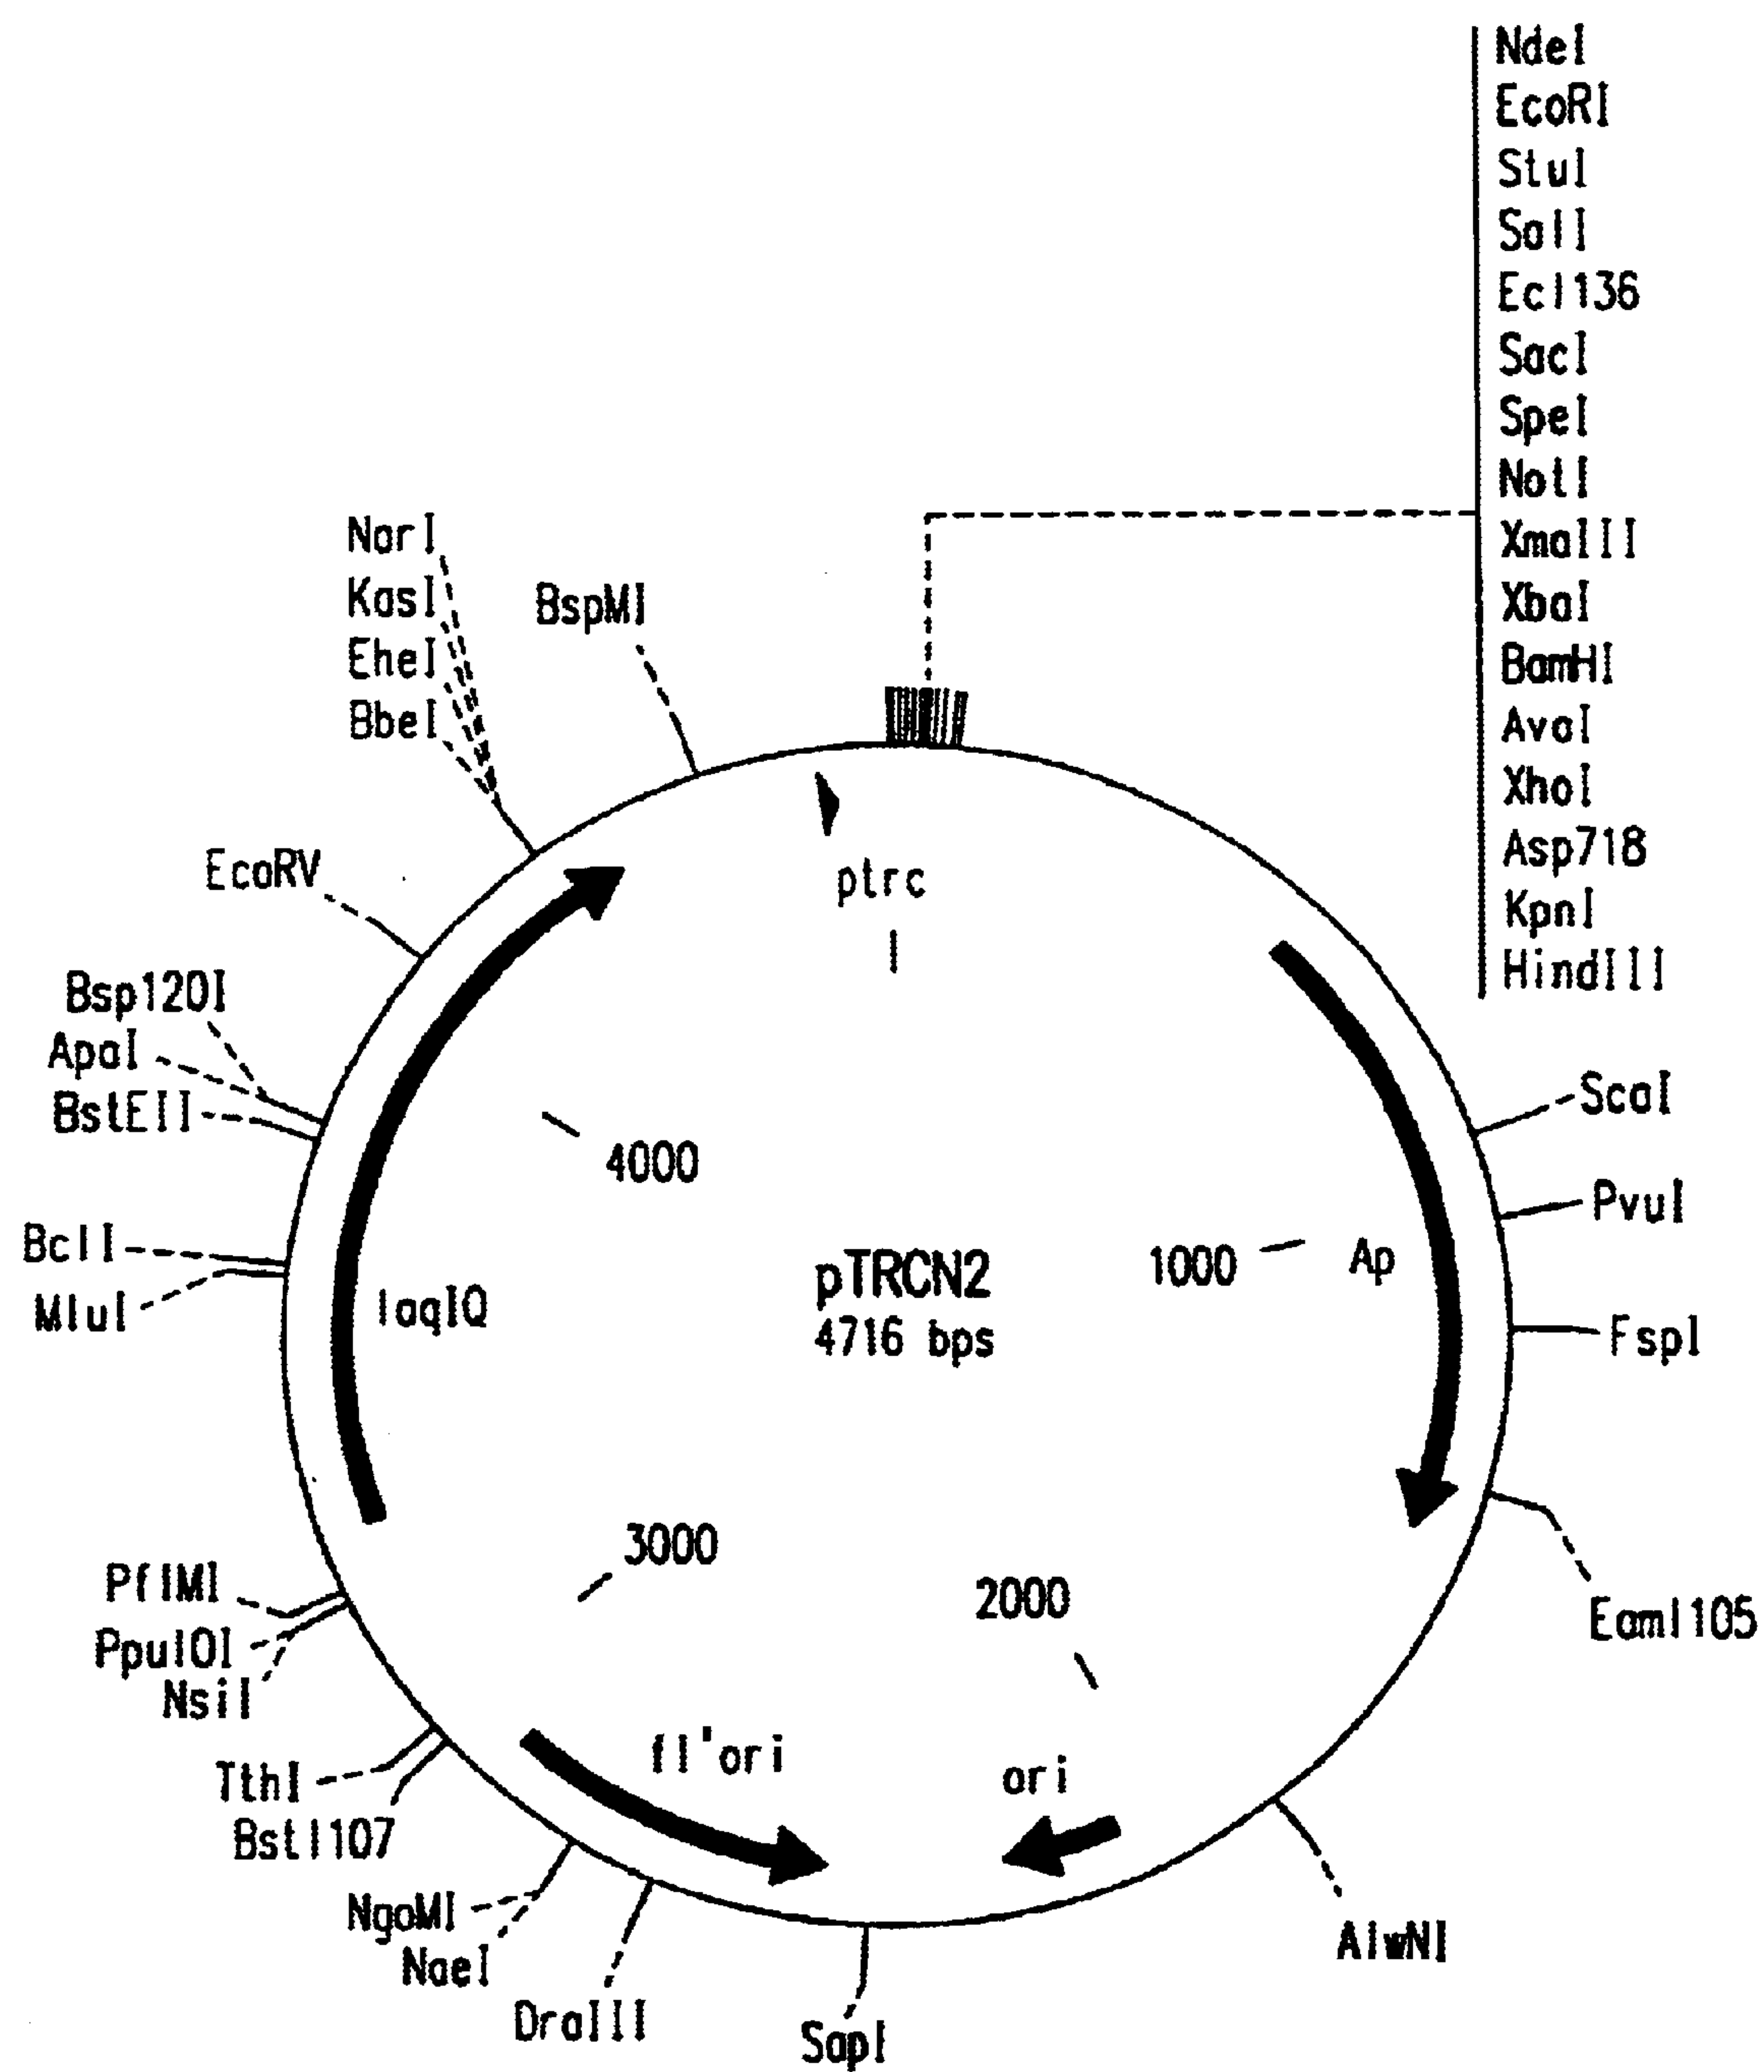 NdeI
EcoRI
StuI
SalI
Ecl136
SacI
SpeI
NotI
XmaIII
XbaI
BamHI
AvaI
XhoI
Asp718
KpnI
HindIII
NarI
KasI
EheI
BbeI
BspMI
EcoRV
ptrc
Bsp120I
ApaI
BstEII
ScaI
4000
PvuI
BclI
MluI
laqIQ
pTRCN2
4716 bps
1000
Ap
FspI
PflMI
Ppu10I
NsiI
3000
2000
Eam1105
TthI
Bst1107
f1'ori
ori
NgoMI
NaeI
DraIII
SapI
AlwNI